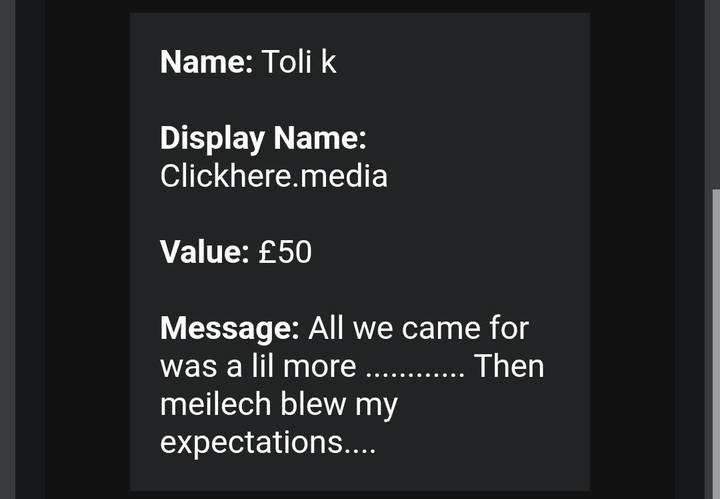 Name: Toli k
Display Name:
Clickhere.media
Value: £50
Message: All we came for
was a lil more ............ Then
meilech blew my
expectations....